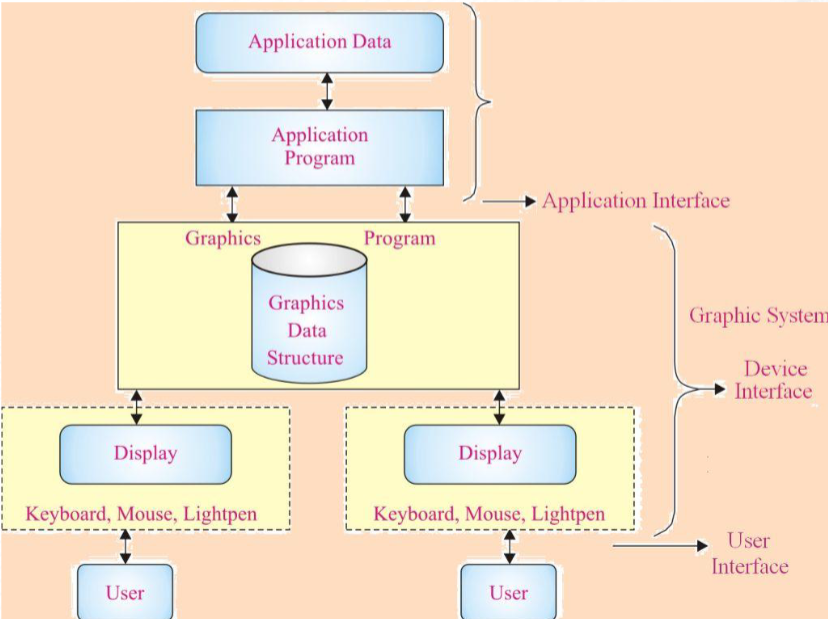 Application Data
Application
Program
Application Interface
Graphics Program
Graphics
Data
Structure
Graphic System
Device
Interface
Display
Display
Keyboard, Mouse, Lightpen
Keyboard, Mouse, Lightpen
User
Interface
User
User